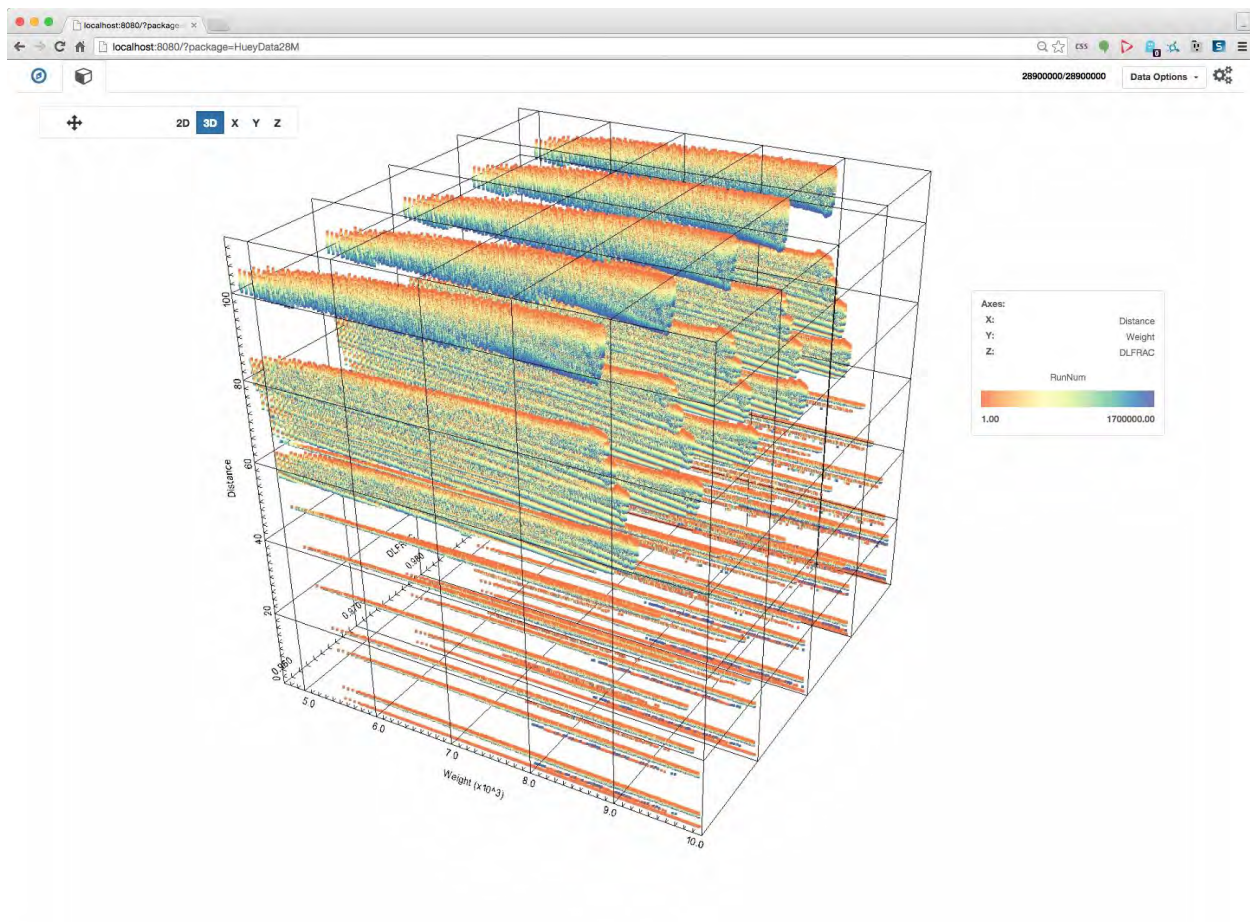 localhost:8080/?package=
localhost:8080/?package=HueyData28M
css
0
S
28900000/28900000
Data Options
2D 3D X Y Z
Axes:
X: Distance
Y: Weight
Z: DLFRAC
RunNum
1.00 1700000.00
100
80
60
40
20
0
Distance
DLFRAC
0.980
0.970
0.960
5.0
6.0
7.0
8.0
9.0
10.0
Weight (x10^3)